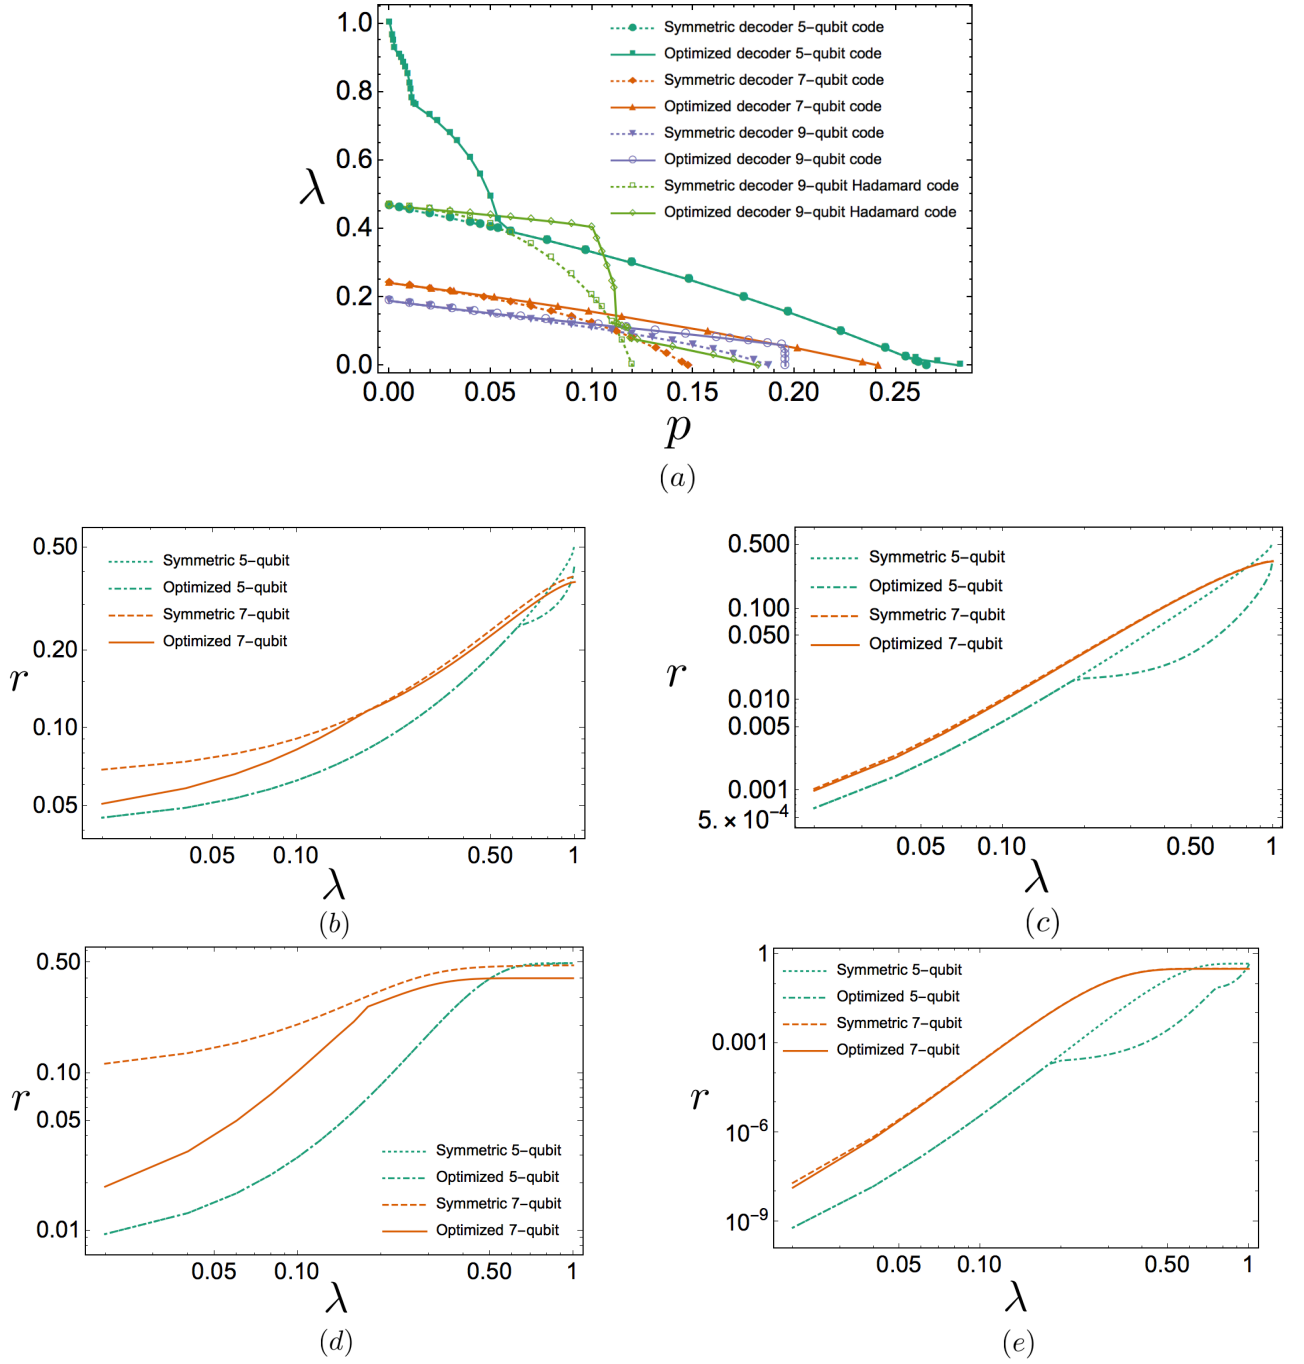 Symmetric decoder 5-qubit code
Optimized decoder 5-qubit code
Symmetric decoder 7-qubit code
Optimized decoder 7-qubit code
Symmetric decoder 9-qubit code
Optimized decoder 9-qubit code
Symmetric decoder 9-qubit Hadamard code
Optimized decoder 9-qubit Hadamard code
1.0
0.8
0.6
0.4
0.2
0.0
λ
0.00 0.05 0.10 0.15 0.20 0.25
p
(a)
Symmetric 5-qubit
Optimized 5-qubit
Symmetric 7-qubit
Optimized 7-qubit
0.50
0.20
0.10
0.05
r
0.05 0.10 0.50 1
λ
(b)
Symmetric 5-qubit
Optimized 5-qubit
Symmetric 7-qubit
Optimized 7-qubit
0.500
0.100
0.050
0.010
0.005
0.001
5. × 10⁻⁴
r
0.05 0.10 0.50 1
λ
(c)
0.50
0.10
0.05
0.01
r
Symmetric 5-qubit
Optimized 5-qubit
Symmetric 7-qubit
Optimized 7-qubit
0.05 0.10 0.50 1
λ
(d)
Symmetric 5-qubit
Optimized 5-qubit
Symmetric 7-qubit
Optimized 7-qubit
1
0.001
10⁻⁶
10⁻⁹
r
0.05 0.10 0.50 1
λ
(e)